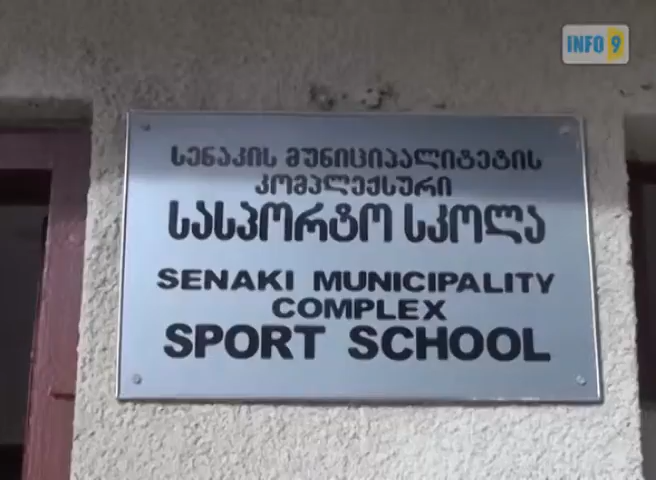 INFO 9
სენაკის მუნიციპალიტეტის
კომპლექსური
სასპორტო სკოლა
SENAKI MUNICIPALITY
COMPLEX
SPORT SCHOOL